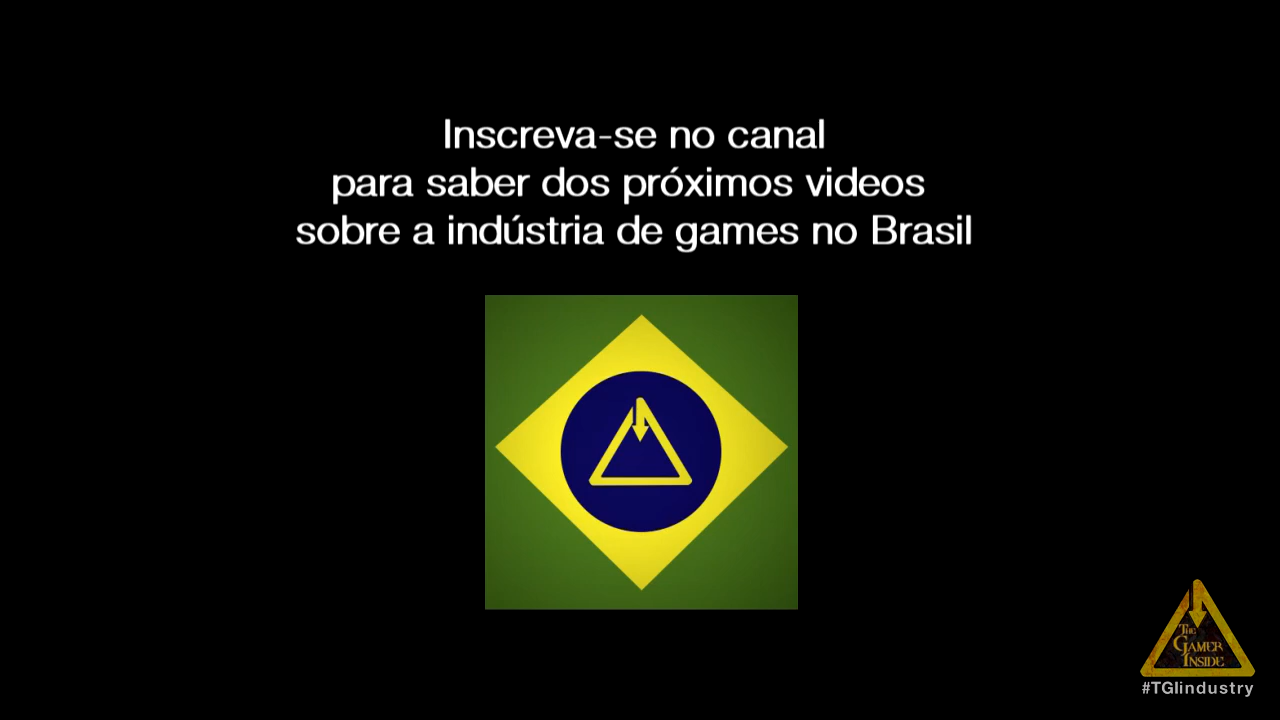 Inscreva-se no canal
para saber dos próximos videos
sobre a indústria de games no Brasil
THE
GAMER
INSIDE
#TGIindustry